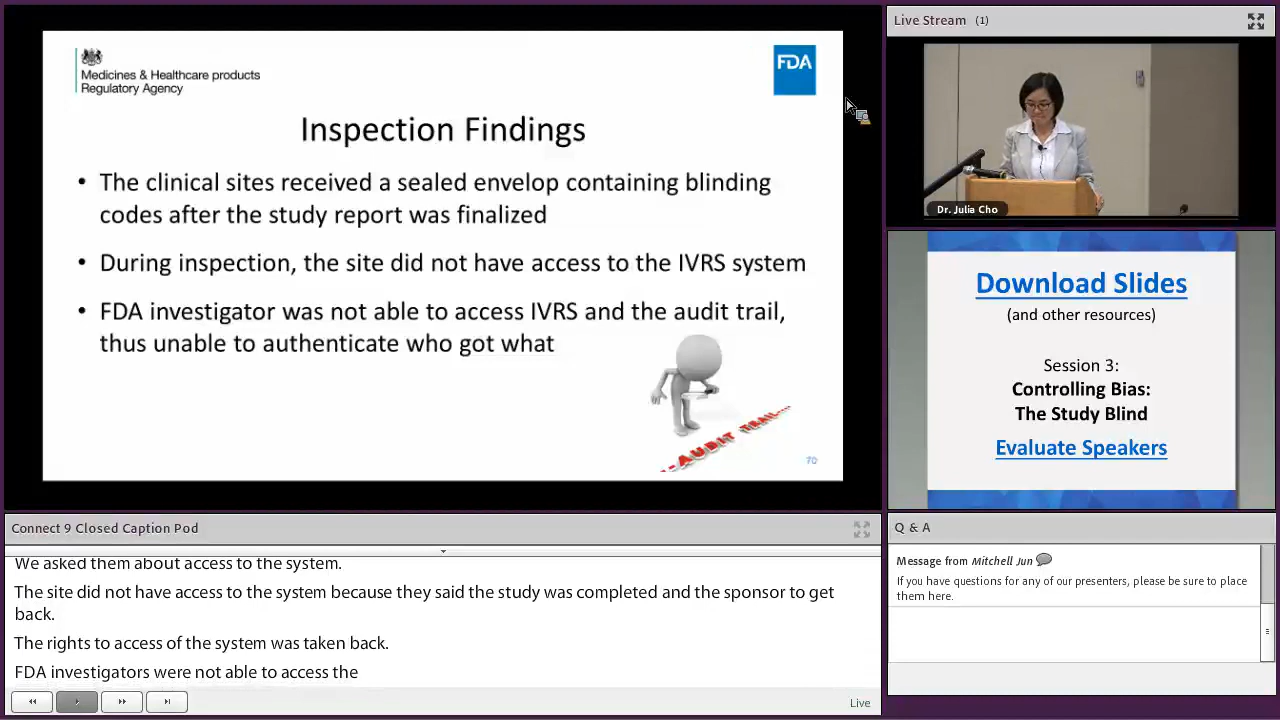 Medicines & Healthcare products
Regulatory Agency
FDA
Inspection Findings
• The clinical sites received a sealed envelop containing blinding
codes after the study report was finalized
• During inspection, the site did not have access to the IVRS system
• FDA investigator was not able to access IVRS and the audit trail,
thus unable to authenticate who got what
AUDIT TRAIL...
70
Live Stream (1)
Dr. Julia Cho
Download Slides
(and other resources)
Session 3:
Controlling Bias:
The Study Blind
Evaluate Speakers
Connect 9 Closed Caption Pod
We asked them about access to the system.
The site did not have access to the system because they said the study was completed and the sponsor to get
back.
The rights to access of the system was taken back.
FDA investigators were not able to access the
Live
Q & A
Message from Mitchell Jun
If you have questions for any of our presenters, please be sure to place
them here.